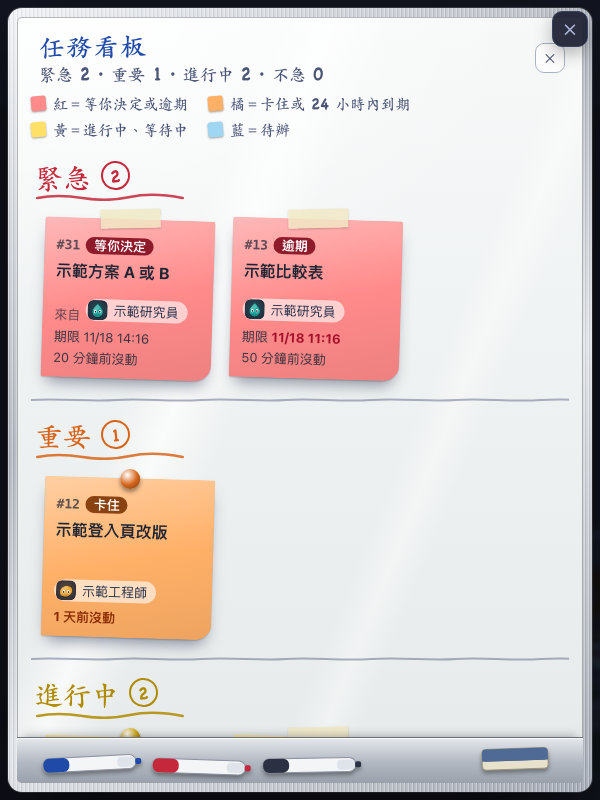 任務看板
緊急 2・重要 1・進行中 2・不急 0
紅＝等你決定或逾期
橘＝卡住或 24 小時內到期
黃＝進行中、等待中
藍＝待辦
緊急 2
#31 等你決定
示範方案 A 或 B
來自 示範研究員
期限 11/18 14:16
20 分鐘前沒動
#13 逾期
示範比較表
示範研究員
期限 11/18 11:16
50 分鐘前沒動
重要 1
#12 卡住
示範登入頁改版
示範工程師
1 天前沒動
進行中 2